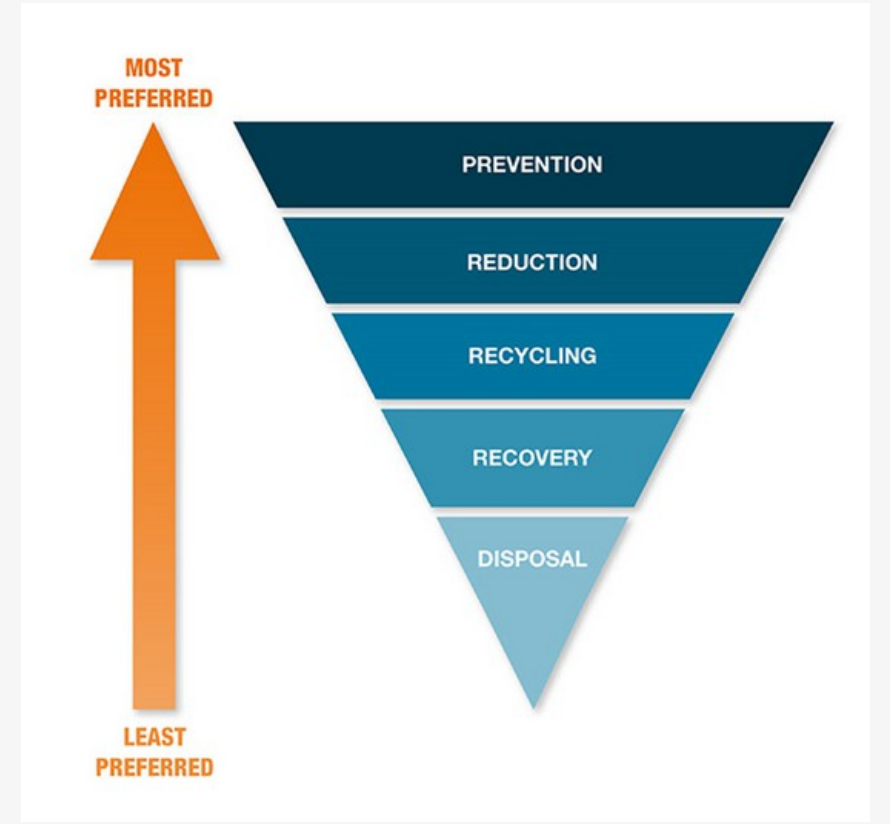 MOST
PREFERRED
PREVENTION
REDUCTION
RECYCLING
RECOVERY
DISPOSAL
LEAST
PREFERRED